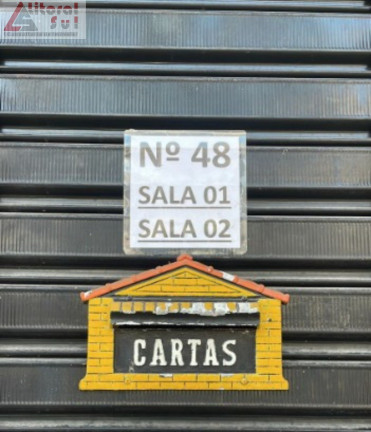 Litoral
Sul
Nº 48
SALA 01
SALA 02
CARTAS